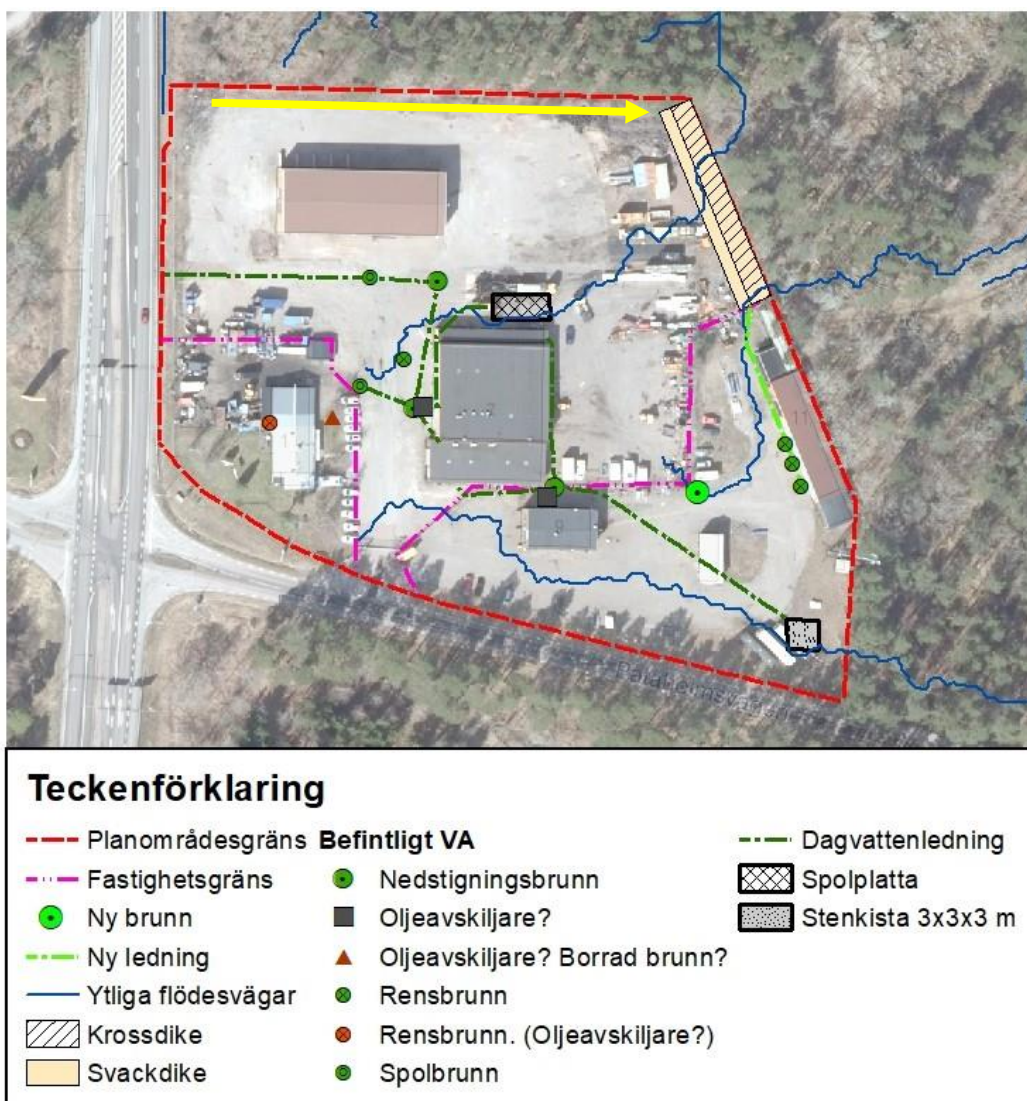 Teckenförklaring
Planområdesgräns
Fastighetsgräns
Ny brunn
Ny ledning
Ytliga flödesvägar
Krossdike
Svackdike
Befintligt VA
Nedstigningsbrunn
Oljeavskiljare?
Oljeavskiljare? Borrad brunn?
Rensbrunn
Rensbrunn. (Oljeavskiljare?)
Spolbrunn
Dagvattenledning
Spolplatta
Stenkista 3x3x3 m